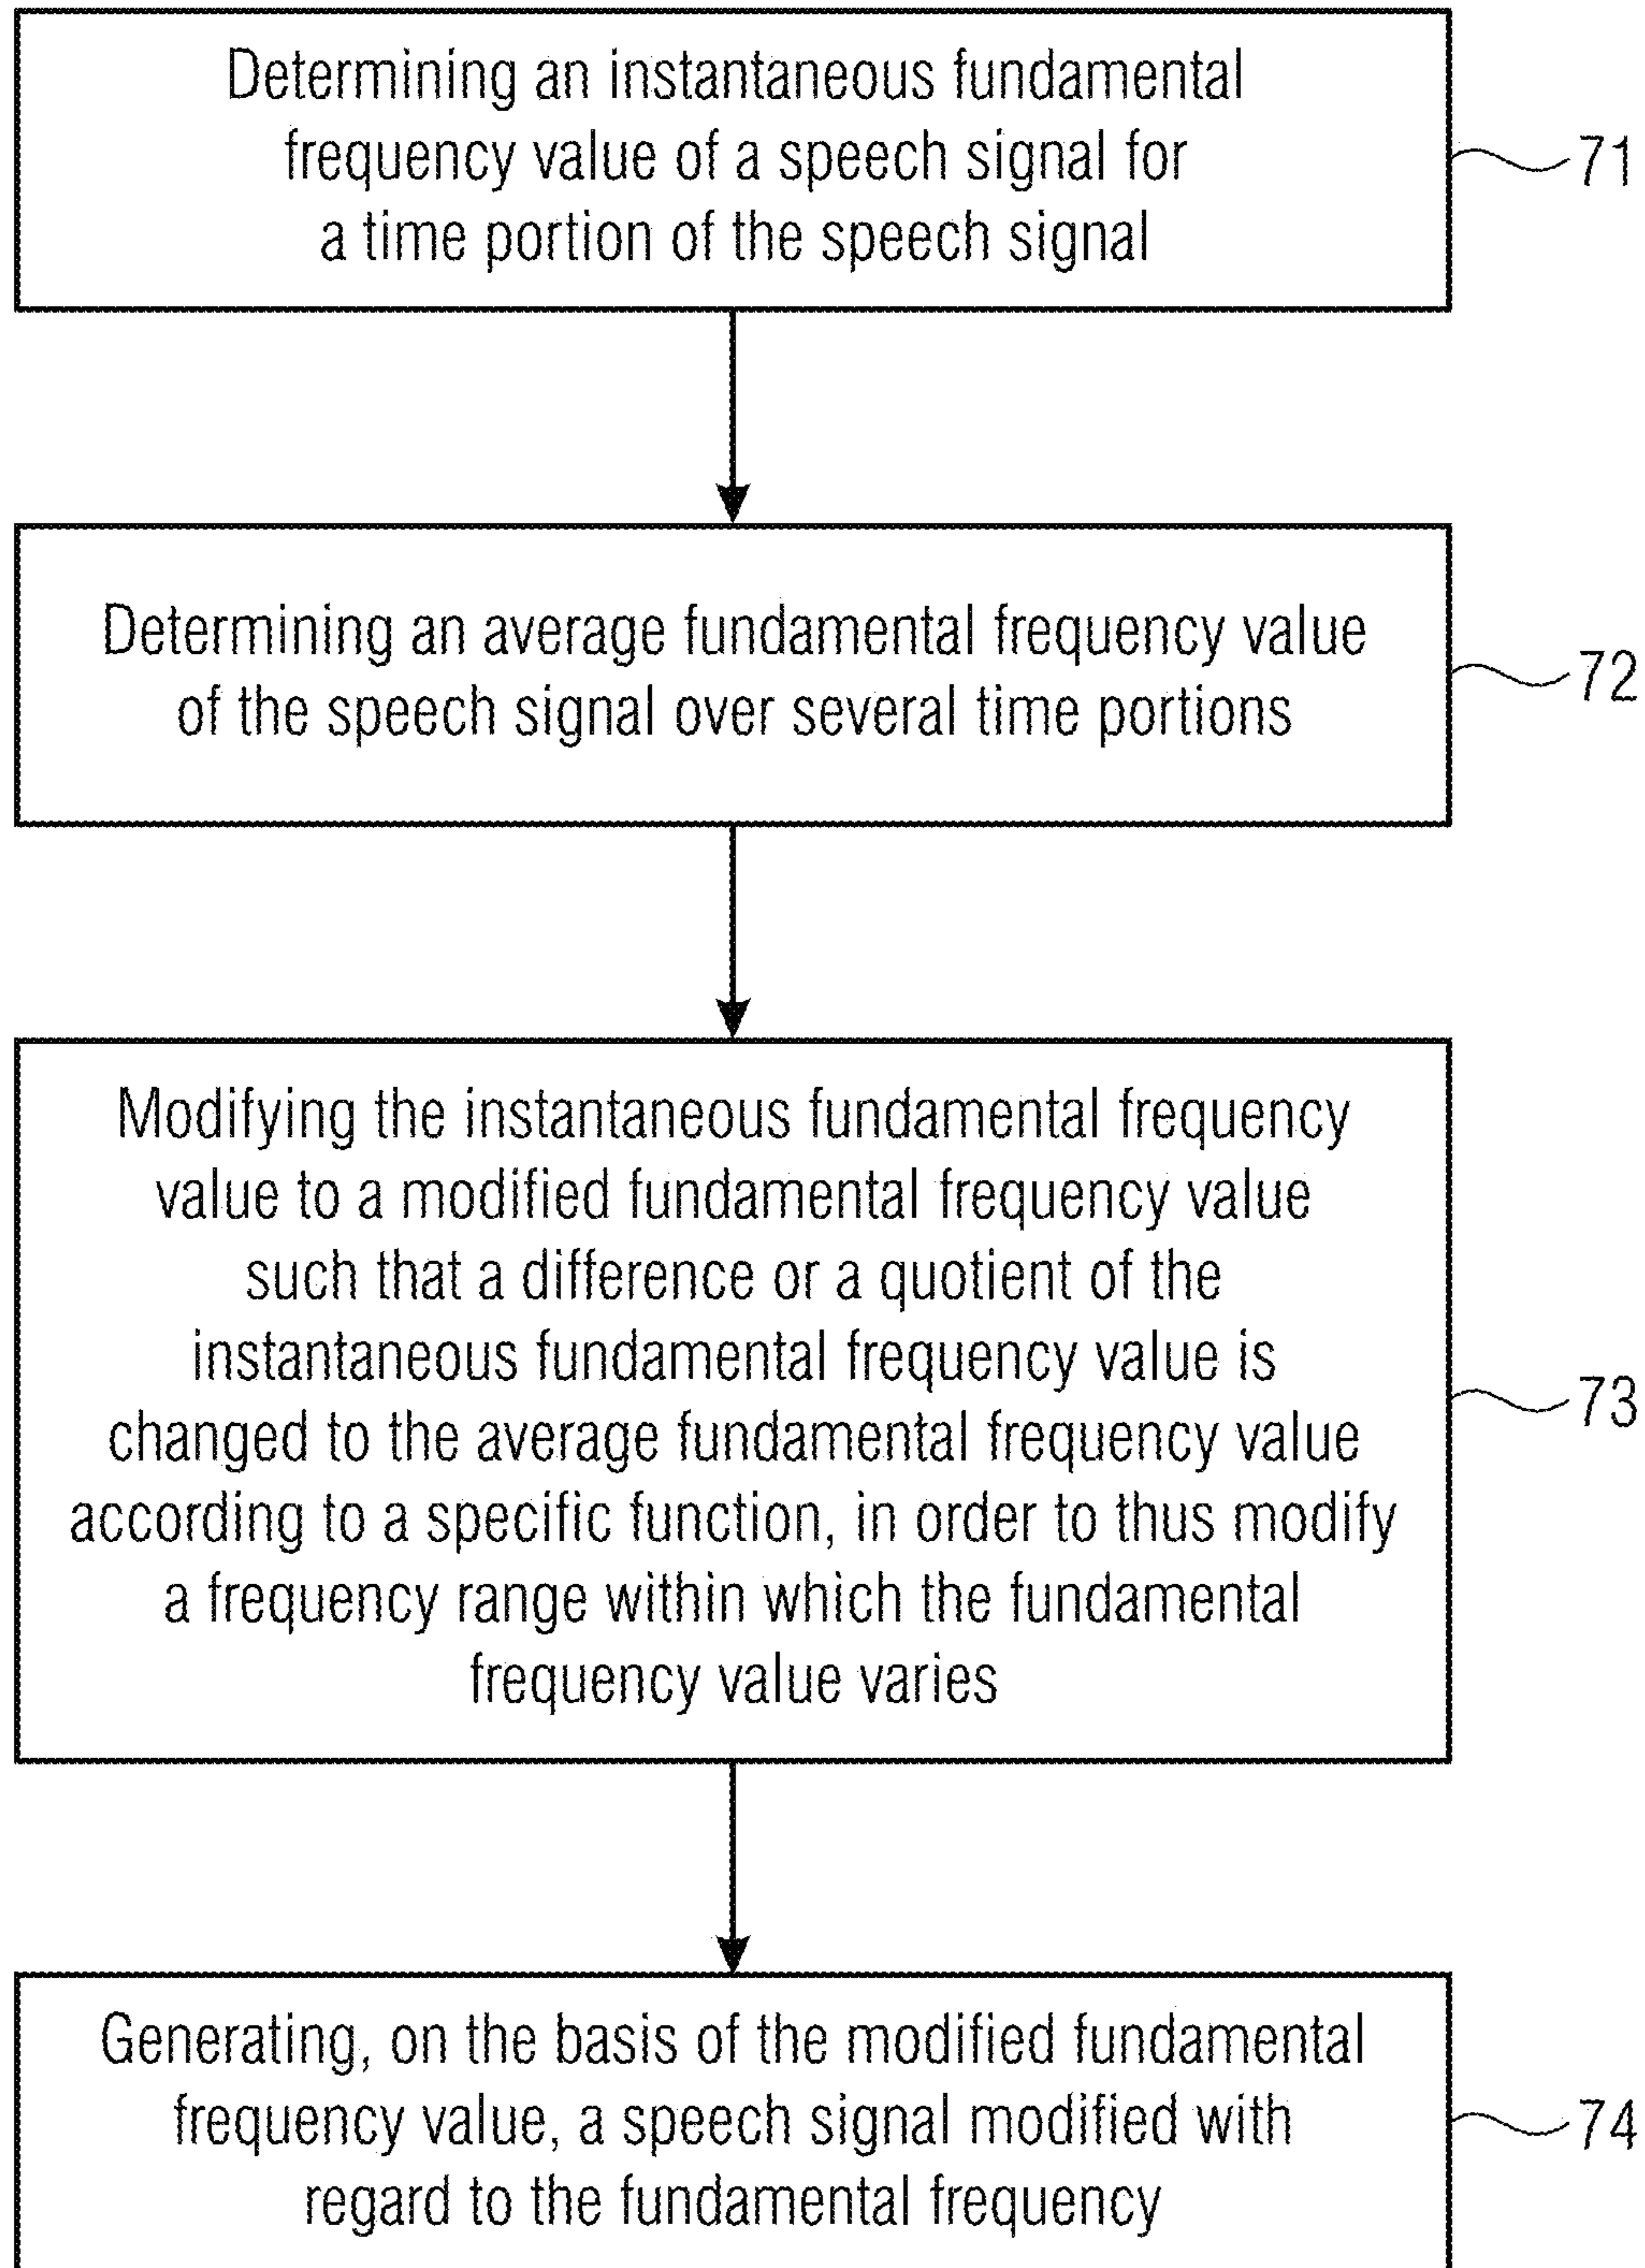 Determining an instantaneous fundamental
frequency value of a speech signal for
a time portion of the speech signal
71
Determining an average fundamental frequency value
of the speech signal over several time portions
72
Modifying the instantaneous fundamental frequency
value to a modified fundamental frequency value
such that a difference or a quotient of the
instantaneous fundamental frequency value is
changed to the average fundamental frequency value
according to a specific function, in order to thus modify
a frequency range within which the fundamental
frequency value varies
73
Generating, on the basis of the modified fundamental
frequency value, a speech signal modified with
regard to the fundamental frequency
74